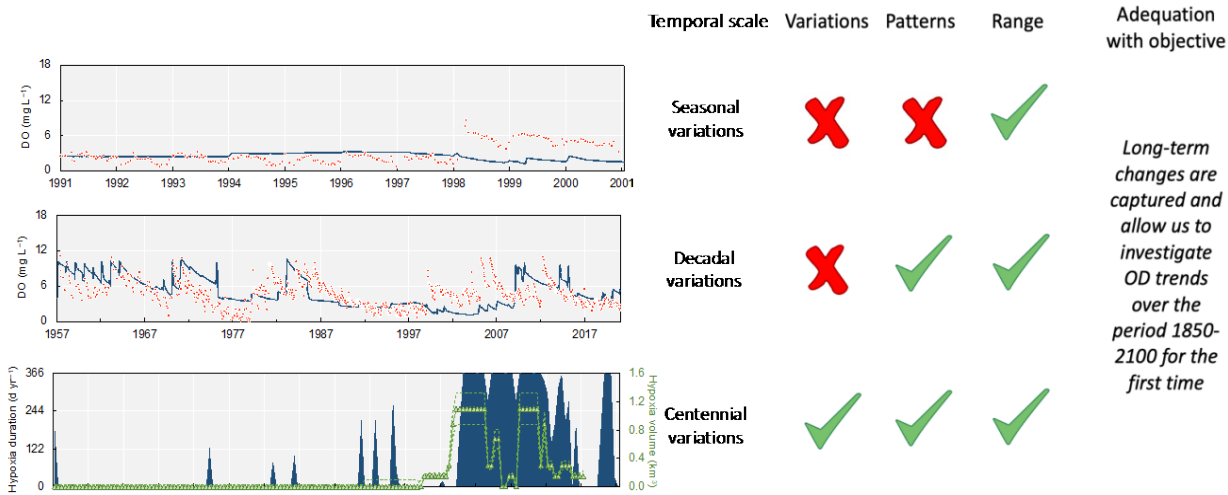 Temporal scale Variations Patterns Range Adequation
with objective
18
12
6
0
DO (mg L⁻¹)
1991 1992 1993 1994 1995 1996 1997 1998 1999 2000 2001
Seasonal
variations
18
12
6
0
DO (mg L⁻¹)
1957 1967 1977 1987 1997 2007 2017
Decadal
variations
366
244
122
0
Hypoxia duration (d yr⁻¹)
1.6
1.2
0.8
0.4
0.0
Hypoxia volume (km³)
Centennial
variations
Long-term
changes are
captured and
allow us to
investigate
OD trends
over the
period 1850-
2100 for the
first time